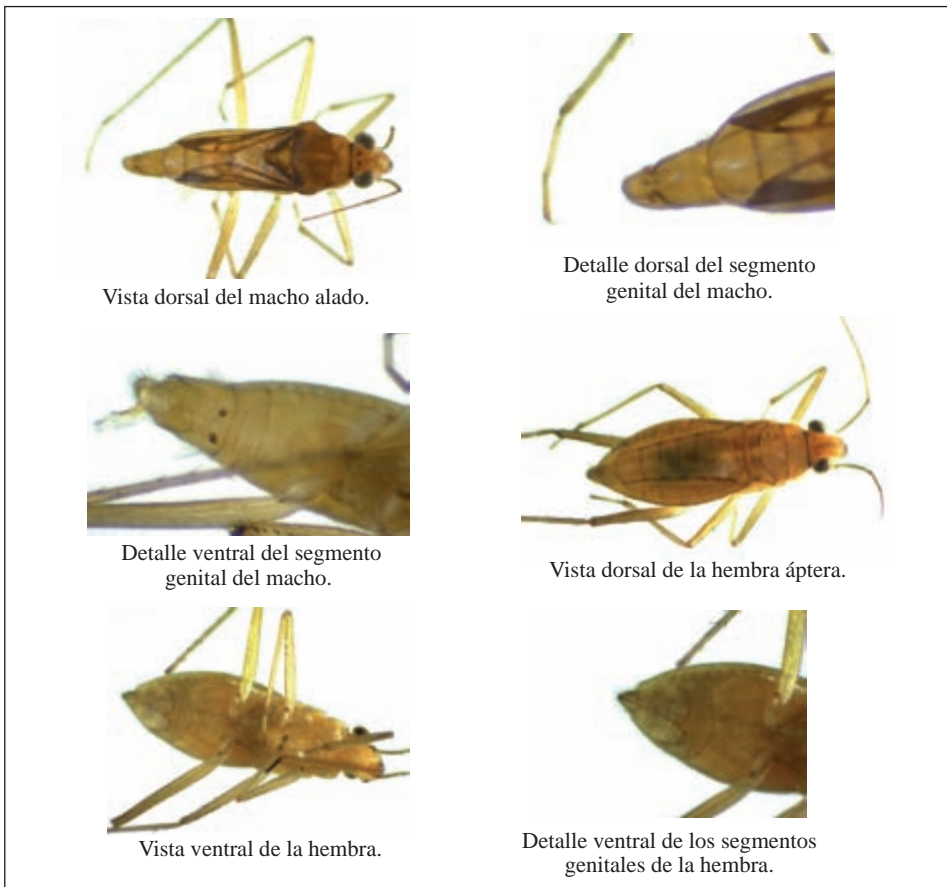 Vista dorsal del macho alado.
Detalle dorsal del segmento
genital del macho.
Detalle ventral del segmento
genital del macho.
Vista dorsal de la hembra áptera.
Vista ventral de la hembra.
Detalle ventral de los segmentos
genitales de la hembra.